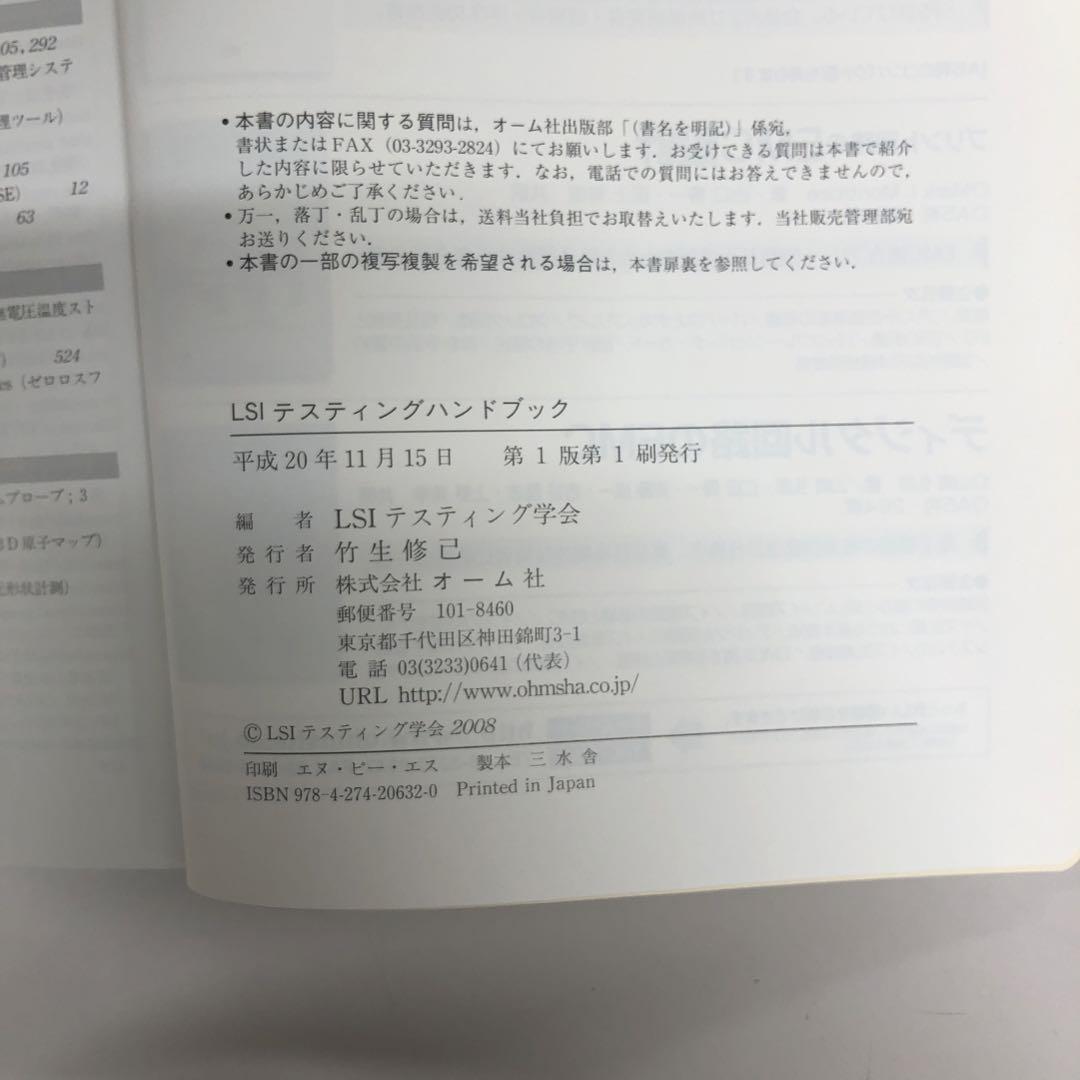 05, 292
管理システ
理ツール)
105
SE) 12
63
電圧温度スト
524
es (ゼロロスフ
ムプローブ ; 3
3D原子マップ)
形状計測)
• 本書の内容に関する質問は，オーム社出版部「(書名を明記)」係宛，
書状またはFAX（03-3293-2824）にてお願いします．お受けできる質問は本書で紹介
した内容に限らせていただきます．なお，電話での質問にはお答えできませんので，
あらかじめご了承ください．
• 万一，落丁・乱丁の場合は，送料当社負担でお取替えいたします．当社販売管理部宛
お送りください．
• 本書の一部の複写複製を希望される場合は，本書扉裏を参照してください．
LSI テスティングハンドブック
平成 20 年 11 月 15 日 第 1 版第 1 刷発行
編 者 LSI テスティング学会
発 行 者 竹 生 修 己
発 行 所 株式会社 オ ー ム 社
郵便番号 101-8460
東京都千代田区神田錦町3-1
電 話 03(3233)0641（代表）
URL http://www.ohmsha.co.jp/
© LSI テスティング学会 2008
印刷 エヌ・ピー・エス 製本 三 水 舎
ISBN 978-4-274-20632-0 Printed in Japan